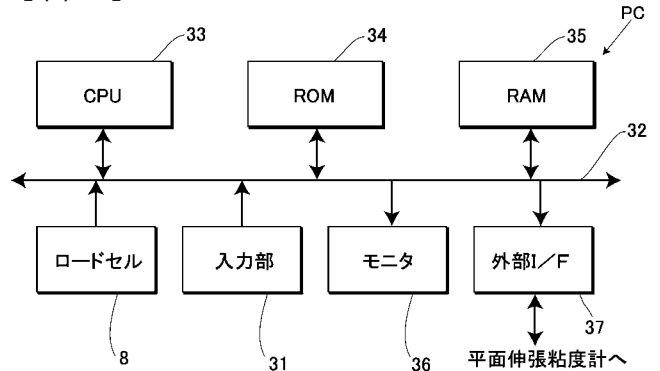 PC
33
34
35
CPU
ROM
RAM
32
ロードセル
入力部
モニタ
外部I/F
8
31
36
37
平面伸張粘度計へ